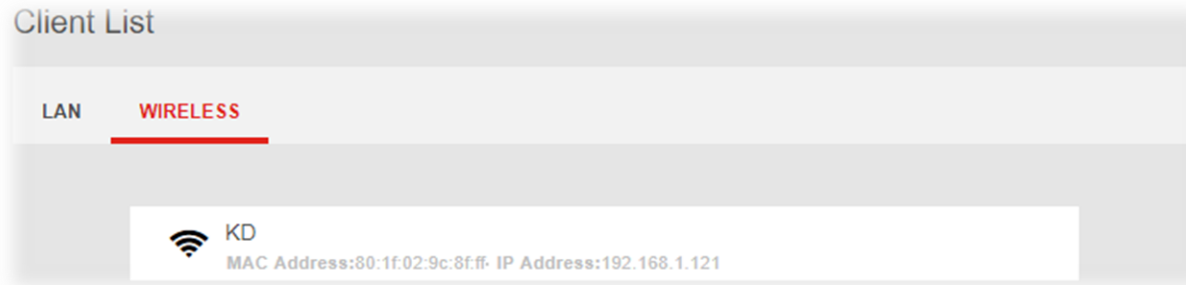 Client List
LAN WIRELESS
KD
MAC Address:80:1f:02:9c:8f:ff· IP Address:192.168.1.121